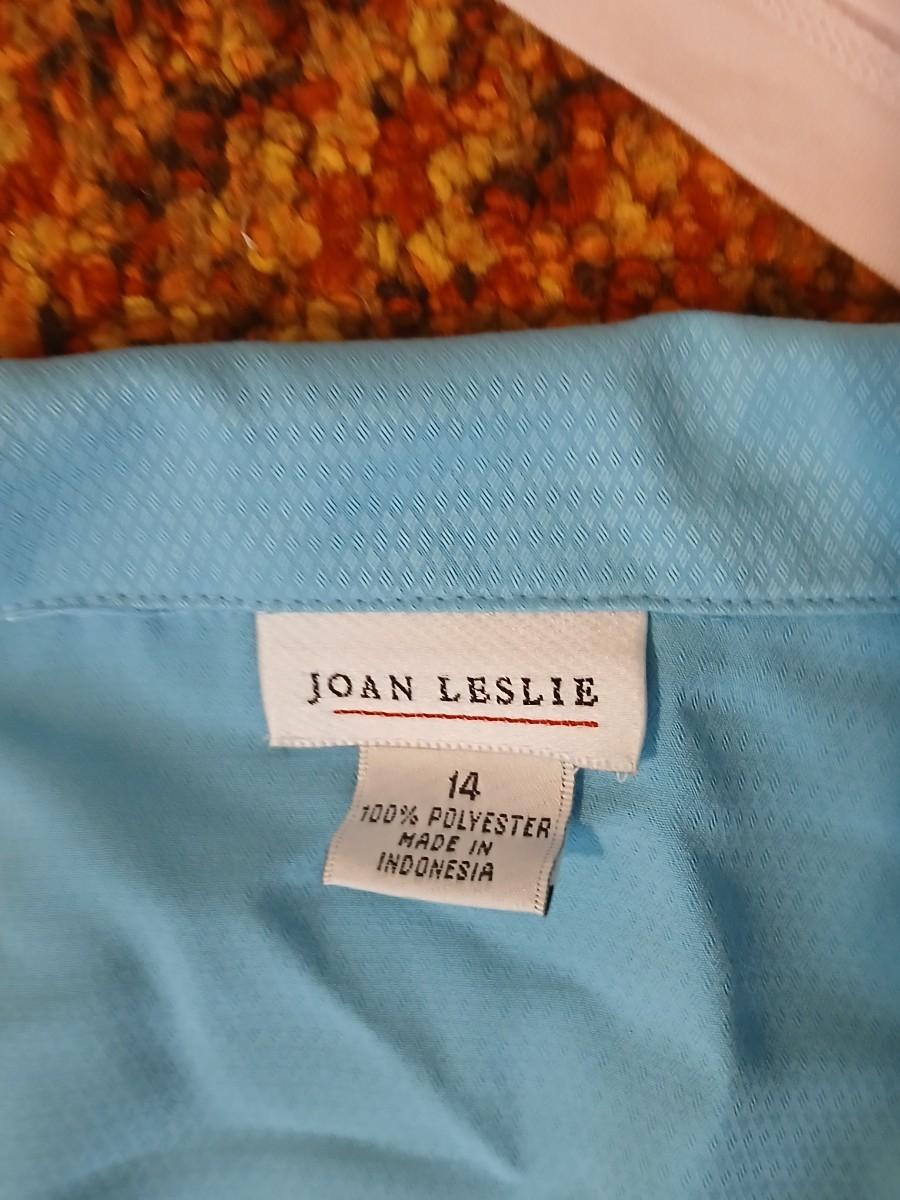 JOAN LESLIE
14
100% POLYESTER
MADE IN
INDONESIA